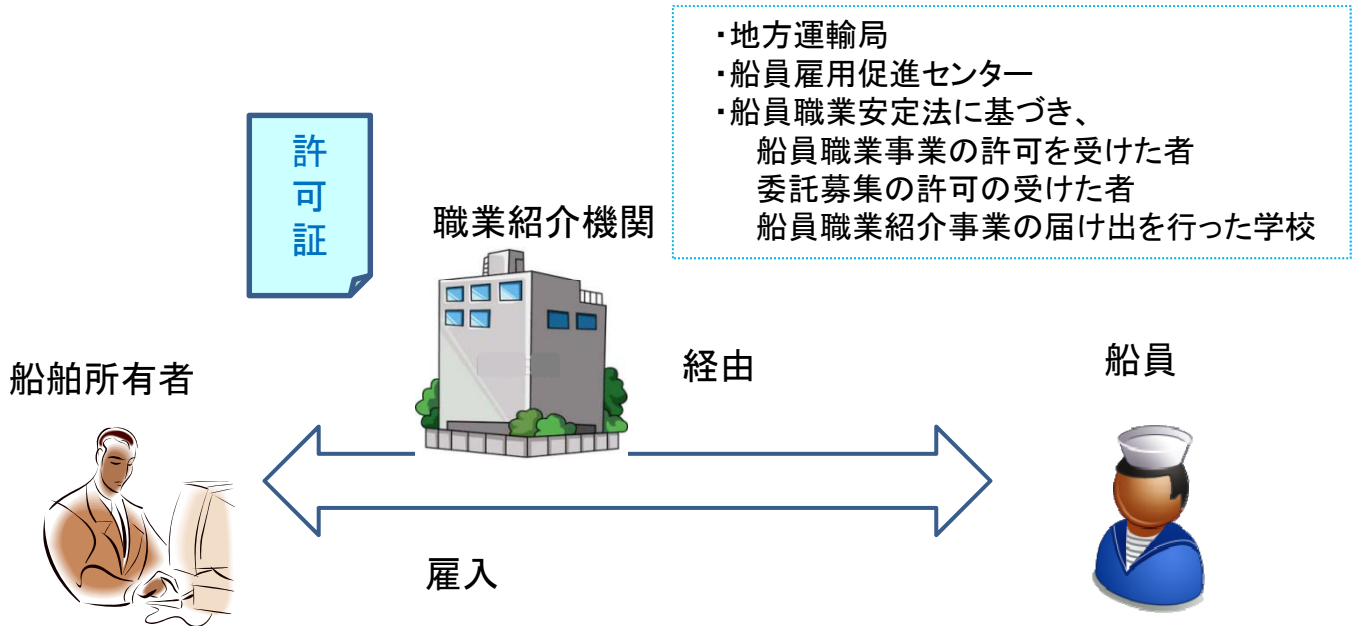 ・地方運輸局
・船員雇用促進センター
・船員職業安定法に基づき、
船員職業事業の許可を受けた者
委託募集の許可の受けた者
船員職業紹介事業の届け出を行った学校
許可証
職業紹介機関
船舶所有者
経由
船員
雇入